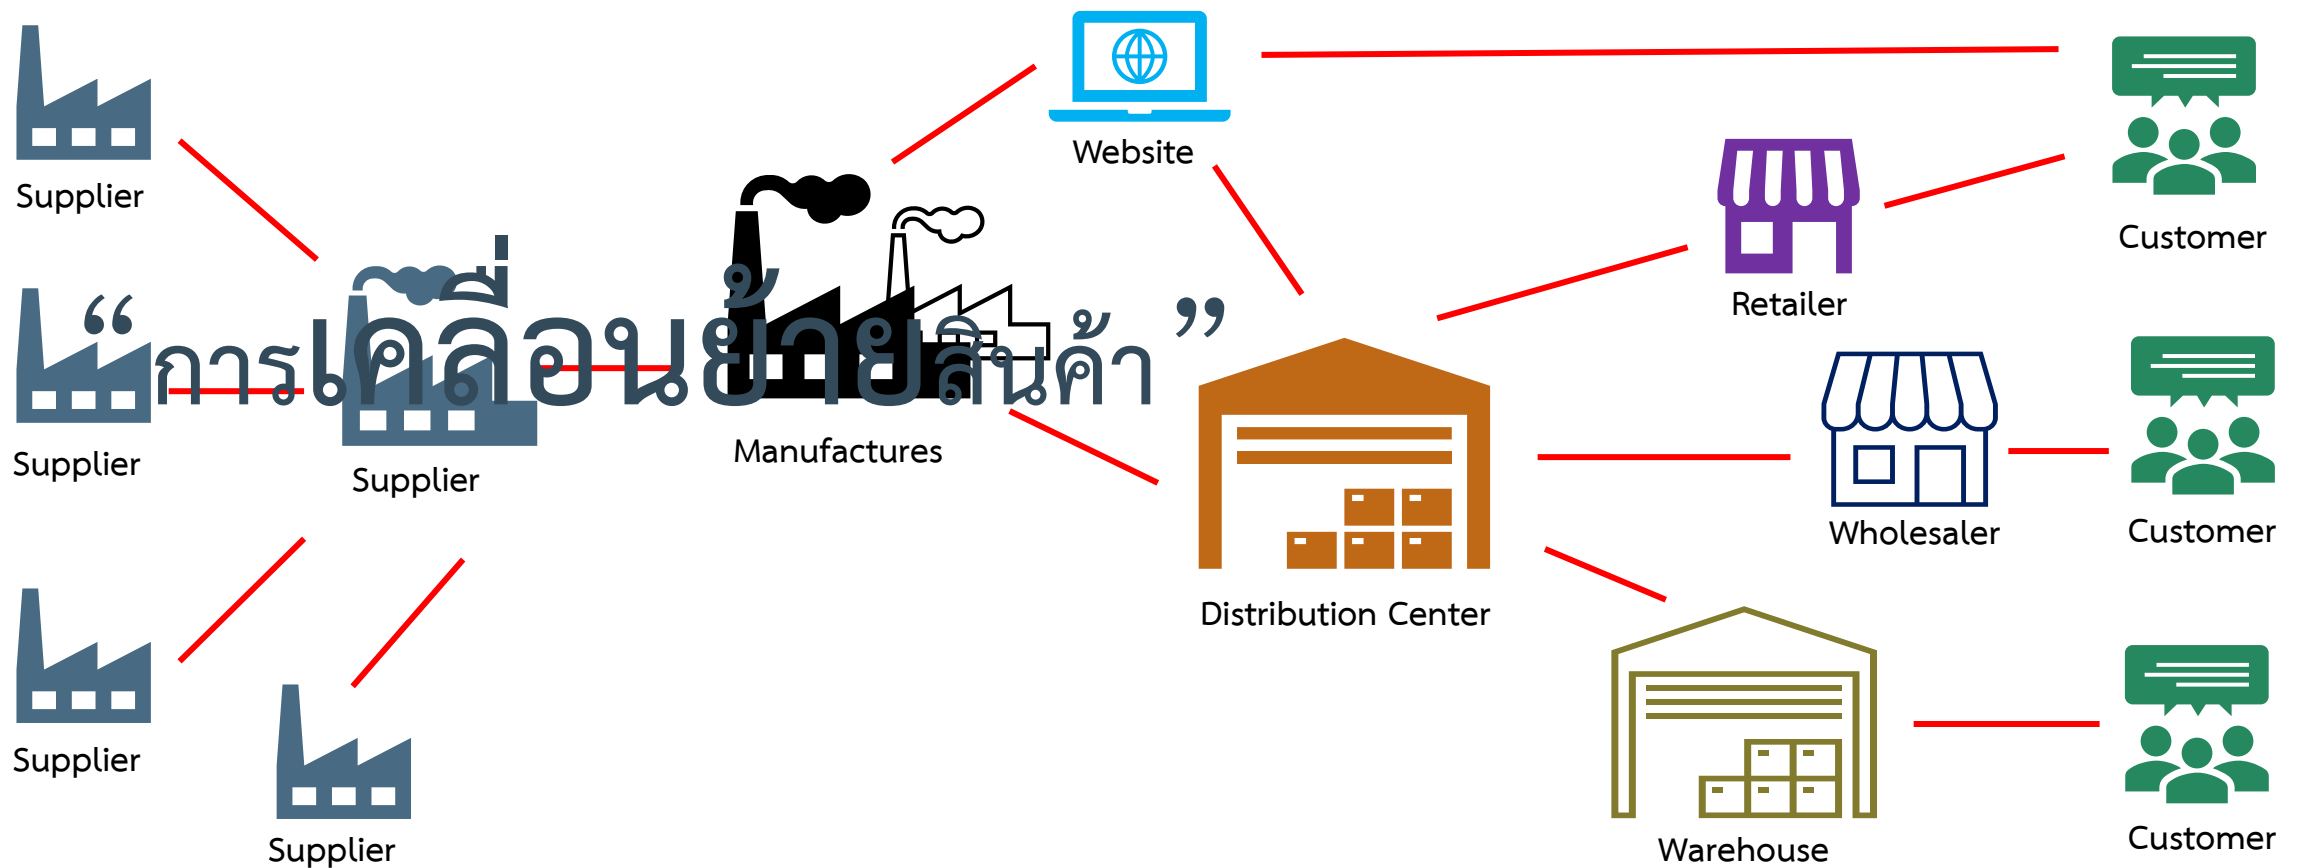 Website
Supplier
Customer
Retailer
“การเคลื่อนย้ายสินค้า”
Manufactures
Supplier
Supplier
Wholesaler
Customer
Distribution Center
Supplier
Supplier
Warehouse
Customer